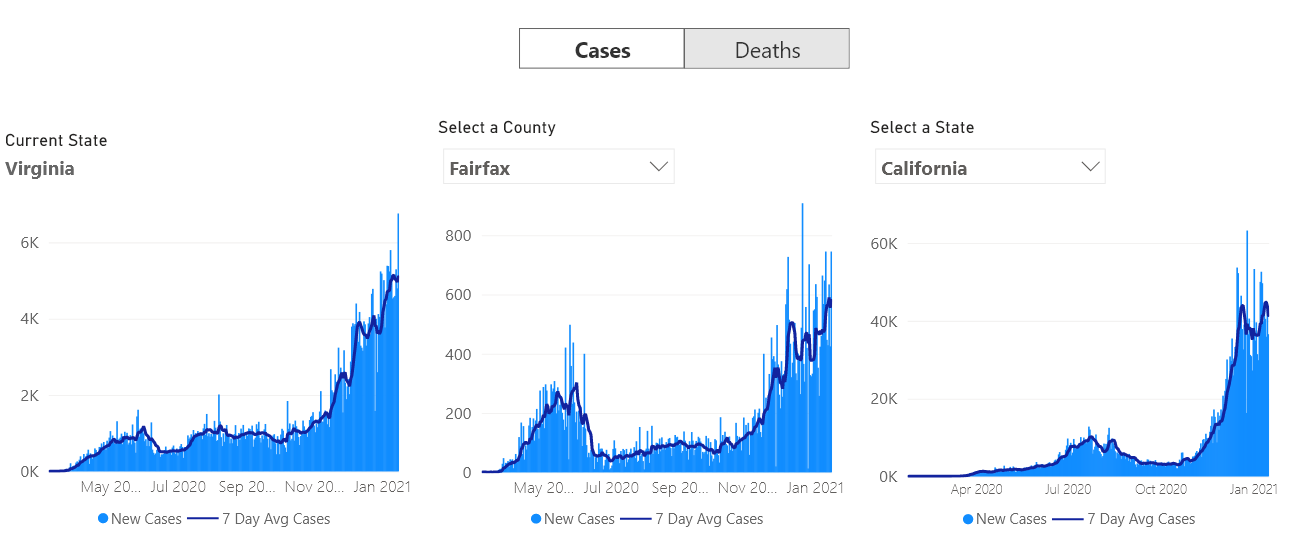 Cases
Deaths
Current State
Virginia
6K
4K
2K
0K
May 20...
Jul 2020
Sep 20...
Nov 20...
Jan 2021
New Cases
7 Day Avg Cases
Select a County
Fairfax
800
600
400
200
0
May 20...
Jul 2020
Sep 20...
Nov 20...
Jan 2021
New Cases
7 Day Avg Cases
Select a State
California
60K
40K
20K
0K
Apr 2020
Jul 2020
Oct 2020
Jan 2021
New Cases
7 Day Avg Cases